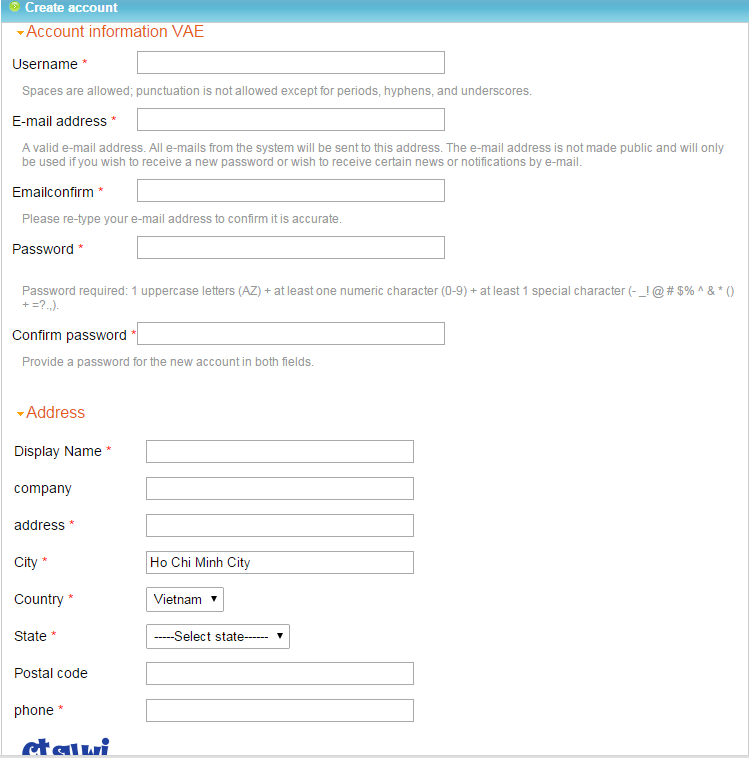 Create account
Account information VAE
Username *
Spaces are allowed; punctuation is not allowed except for periods, hyphens, and underscores.
E-mail address *
A valid e-mail address. All e-mails from the system will be sent to this address. The e-mail address is not made public and will only
be used if you wish to receive a new password or wish to receive certain news or notifications by e-mail.
Emailconfirm *
Please re-type your e-mail address to confirm it is accurate.
Password *
Password required: 1 uppercase letters (AZ) + at least one numeric character (0-9) + at least 1 special character (- _! @ # $% ^ & * ()
+ =?.,).
Confirm password *
Provide a password for the new account in both fields.
Address
Display Name *
company
address *
City * Ho Chi Minh City
Country * Vietnam
State * -----Select state------
Postal code
phone *